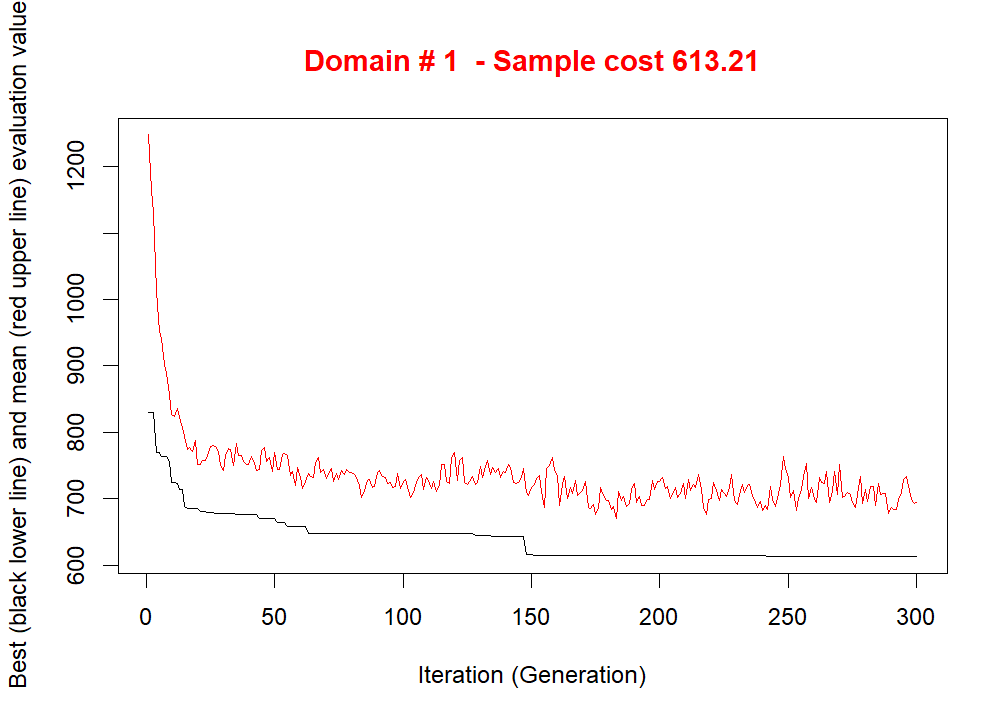 Domain # 1  - Sample cost 613.21
Best (black lower line) and mean (red upper line) evaluation value
1200
1000
900
800
700
600
0 50 100 150 200 250 300
Iteration (Generation)